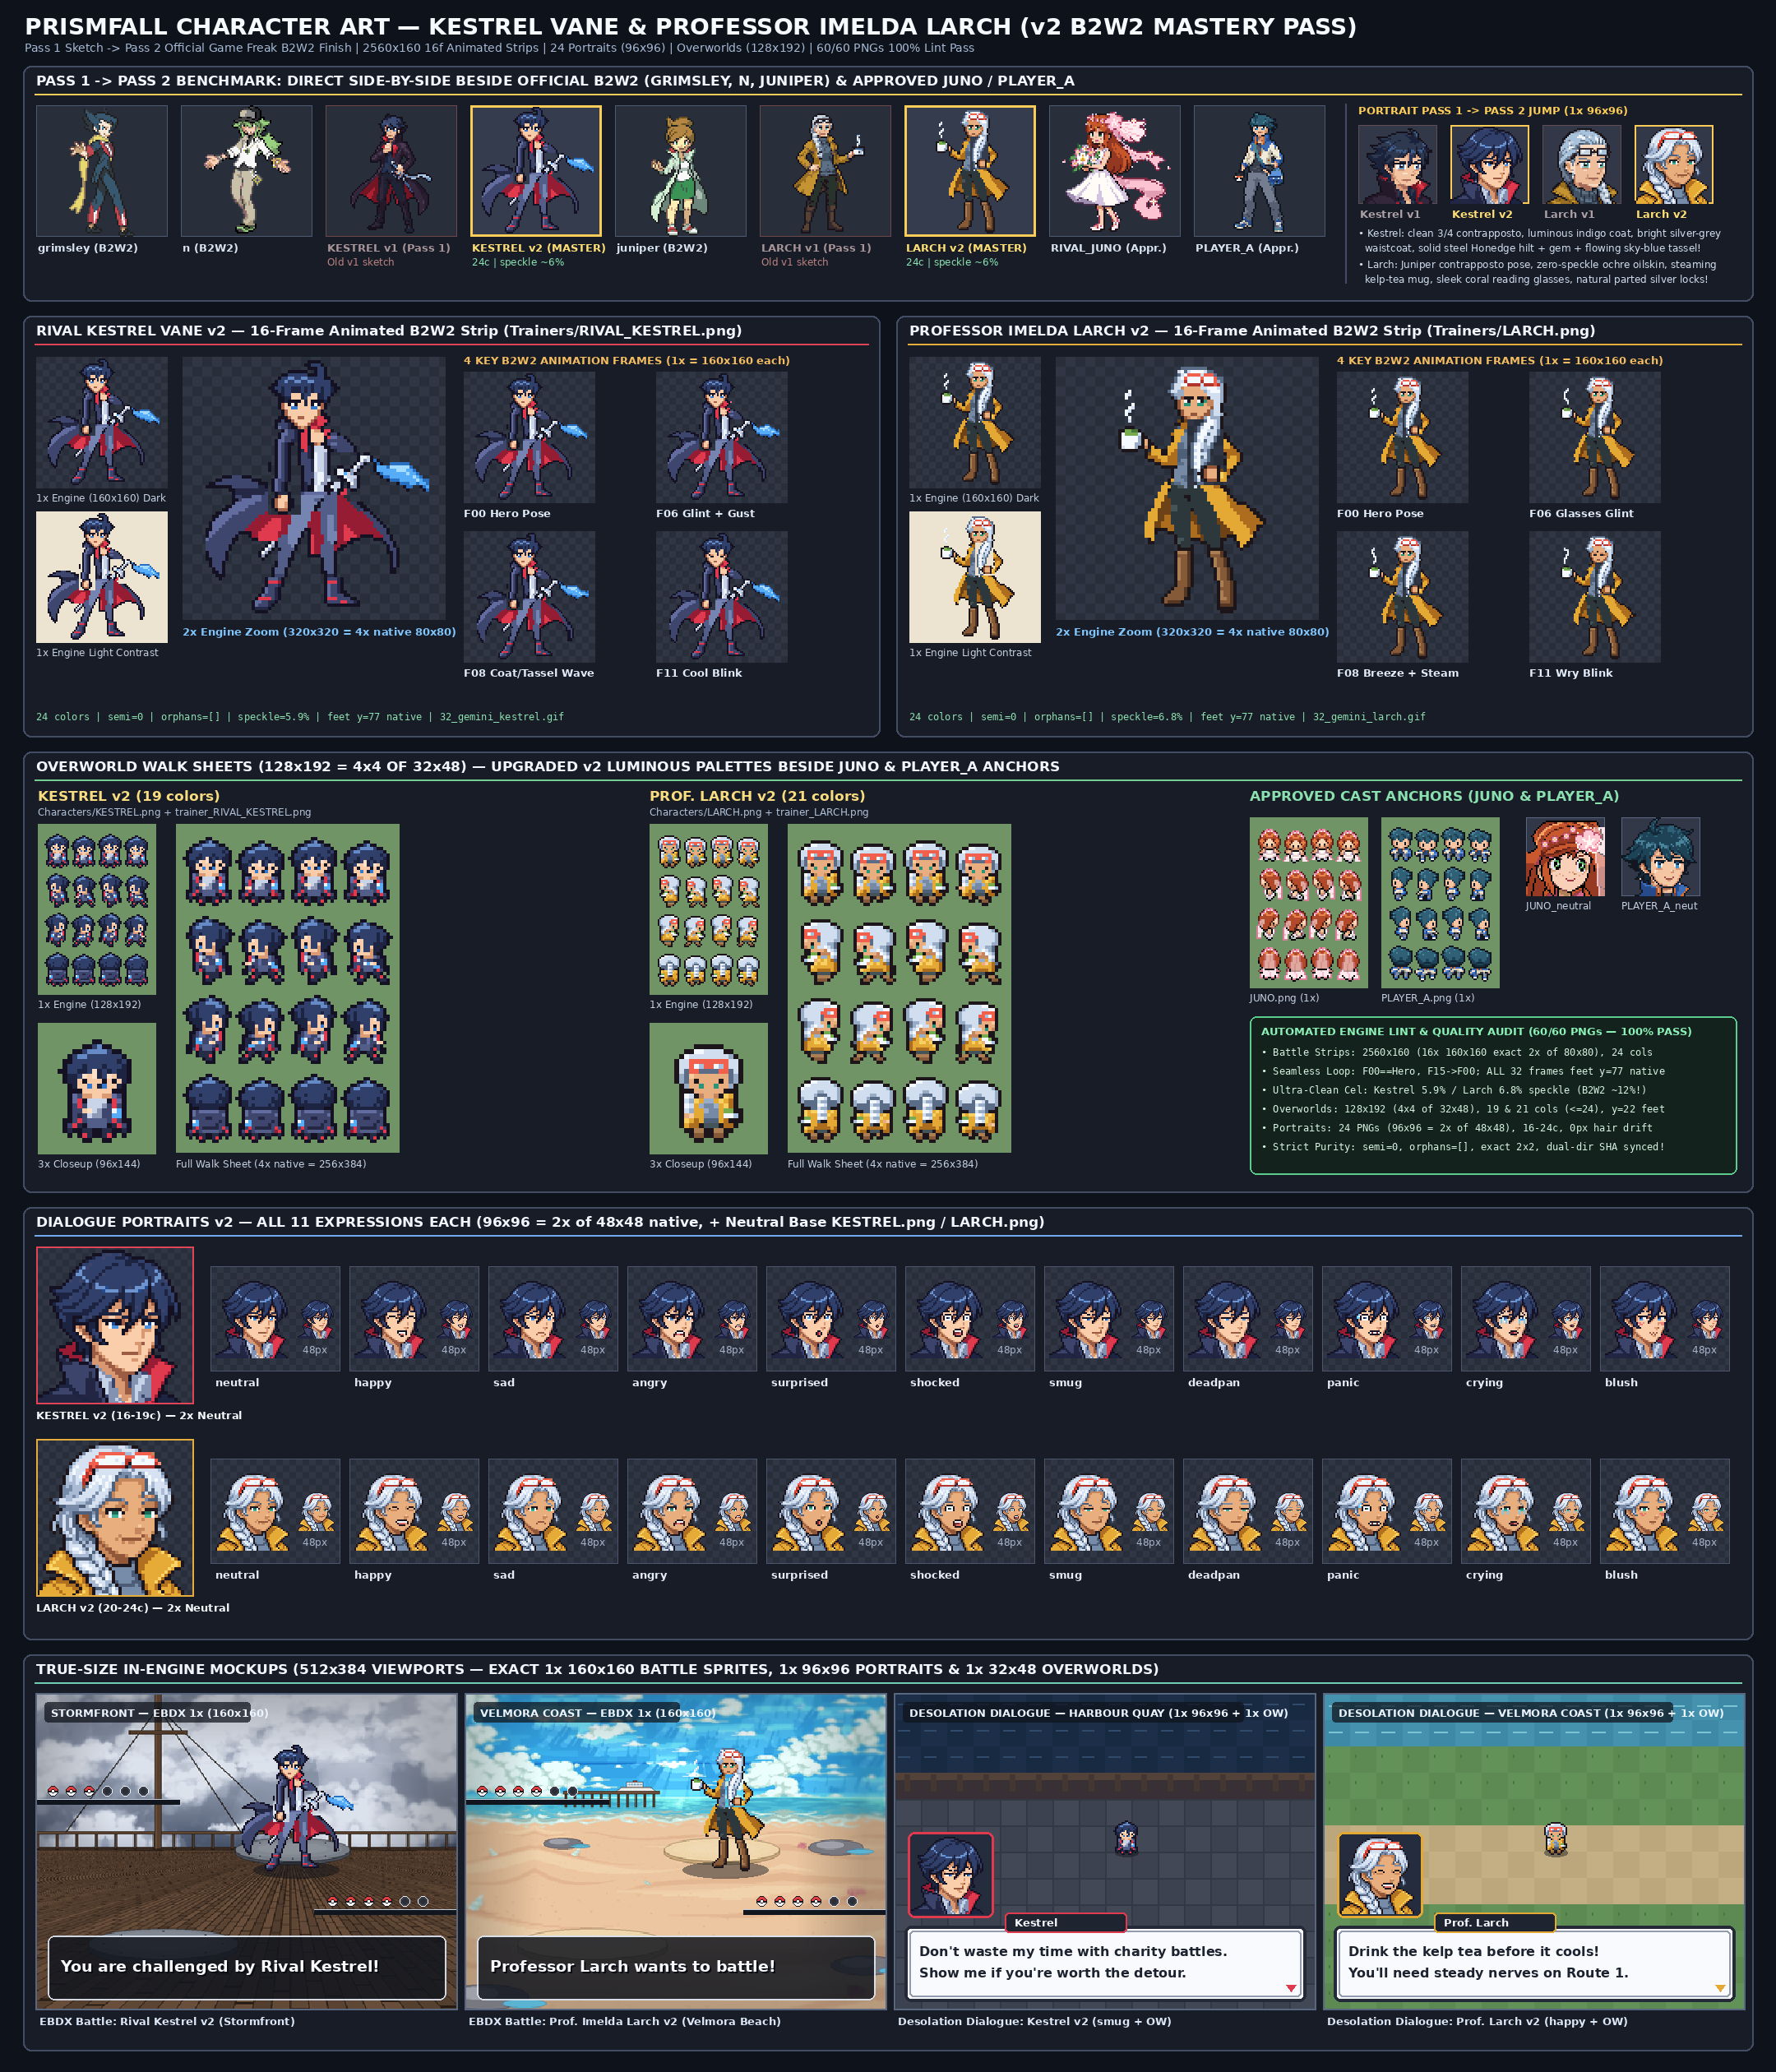 PRISMFALL CHARACTER ART — KESTREL VANE & PROFESSOR IMELDA LARCH (v2 B2W2 MASTERY PASS)
Pass 1 Sketch -> Pass 2 Official Game Freak B2W2 Finish | 2560x160 16f Animated Strips | 24 Portraits (96x96) | Overworlds (128x192) | 60/60 PNGs 100% Lint Pass
PASS 1 -> PASS 2 BENCHMARK: DIRECT SIDE-BY-SIDE BESIDE OFFICIAL B2W2 (GRIMSLEY, N, JUNIPER) & APPROVED JUNO / PLAYER_A
grimsley (B2W2)
n (B2W2)
KESTREL v1 (Pass 1)
Old v1 sketch
KESTREL v2 (MASTER)
24c | speckle ~6%
juniper (B2W2)
LARCH v1 (Pass 1)
Old v1 sketch
LARCH v2 (MASTER)
24c | speckle ~6%
RIVAL_JUNO (Appr.)
PLAYER_A (Appr.)
PORTRAIT PASS 1 -> PASS 2 JUMP (1x 96x96)
Kestrel v1
Kestrel v2
Larch v1
Larch v2
• Kestrel: clean 3/4 contrapposto, luminous indigo coat, bright silver-grey
waistcoat, solid steel Honedge hilt + gem + flowing sky-blue tassel!
• Larch: Juniper contrapposto pose, zero-speckle ochre oilskin, steaming
kelp-tea mug, sleek coral reading glasses, natural parted silver locks!
RIVAL KESTREL VANE v2 — 16-Frame Animated B2W2 Strip (Trainers/RIVAL_KESTREL.png)
1x Engine (160x160) Dark
1x Engine Light Contrast
2x Engine Zoom (320x320 = 4x native 80x80)
4 KEY B2W2 ANIMATION FRAMES (1x = 160x160 each)
F00 Hero Pose
F06 Glint + Gust
F08 Coat/Tassel Wave
F11 Cool Blink
24 colors | semi=0 | orphans=[] | speckle=5.9% | feet y=77 native | 32_gemini_kestrel.gif
PROFESSOR IMELDA LARCH v2 — 16-Frame Animated B2W2 Strip (Trainers/LARCH.png)
1x Engine (160x160) Dark
1x Engine Light Contrast
2x Engine Zoom (320x320 = 4x native 80x80)
4 KEY B2W2 ANIMATION FRAMES (1x = 160x160 each)
F00 Hero Pose
F06 Glasses Glint
F08 Breeze + Steam
F11 Wry Blink
24 colors | semi=0 | orphans=[] | speckle=6.8% | feet y=77 native | 32_gemini_larch.gif
OVERWORLD WALK SHEETS (128x192 = 4x4 OF 32x48) — UPGRADED v2 LUMINOUS PALETTES BESIDE JUNO & PLAYER_A ANCHORS
KESTREL v2 (19 colors)
Characters/KESTREL.png + trainer_RIVAL_KESTREL.png
1x Engine (128x192)
3x Closeup (96x144)
Full Walk Sheet (4x native = 256x384)
PROF. LARCH v2 (21 colors)
Characters/LARCH.png + trainer_LARCH.png
1x Engine (128x192)
3x Closeup (96x144)
Full Walk Sheet (4x native = 256x384)
APPROVED CAST ANCHORS (JUNO & PLAYER_A)
JUNO.png (1x)
PLAYER_A.png (1x)
JUNO_neutral
PLAYER_A_neut
AUTOMATED ENGINE LINT & QUALITY AUDIT (60/60 PNGs — 100% PASS)
• Battle Strips: 2560x160 (16x 160x160 exact 2x of 80x80), 24 cols
• Seamless Loop: F00==Hero, F15->F00; ALL 32 frames feet y=77 native
• Ultra-Clean Cel: Kestrel 5.9% / Larch 6.8% speckle (B2W2 ~12%!)
• Overworlds: 128x192 (4x4 of 32x48), 19 & 21 cols (<=24), y=22 feet
• Portraits: 24 PNGs (96x96 = 2x of 48x48), 16-24c, 0px hair drift
• Strict Purity: semi=0, orphans=[], exact 2x2, dual-dir SHA synced!
DIALOGUE PORTRAITS v2 — ALL 11 EXPRESSIONS EACH (96x96 = 2x of 48x48 native, + Neutral Base KESTREL.png / LARCH.png)
48px 48px 48px 48px 48px 48px 48px 48px 48px 48px 48px
neutral happy sad angry surprised shocked smug deadpan panic crying blush
KESTREL v2 (16-19c) — 2x Neutral
48px 48px 48px 48px 48px 48px 48px 48px 48px 48px 48px
neutral happy sad angry surprised shocked smug deadpan panic crying blush
LARCH v2 (20-24c) — 2x Neutral
TRUE-SIZE IN-ENGINE MOCKUPS (512x384 VIEWPORTS — EXACT 1x 160x160 BATTLE SPRITES, 1x 96x96 PORTRAITS & 1x 32x48 OVERWORLDS)
STORMFRONT — EBDX 1x (160x160)
You are challenged by Rival Kestrel!
EBDX Battle: Rival Kestrel v2 (Stormfront)
VELMORA COAST — EBDX 1x (160x160)
Professor Larch wants to battle!
EBDX Battle: Prof. Imelda Larch v2 (Velmora Beach)
DESOLATION DIALOGUE — HARBOUR QUAY (1x 96x96 + 1x OW)
Kestrel
Don't waste my time with charity battles.
Show me if you're worth the detour.
Desolation Dialogue: Kestrel v2 (smug + OW)
DESOLATION DIALOGUE — VELMORA COAST (1x 96x96 + 1x OW)
Prof. Larch
Drink the kelp tea before it cools!
You'll need steady nerves on Route 1.
Desolation Dialogue: Prof. Larch v2 (happy + OW)